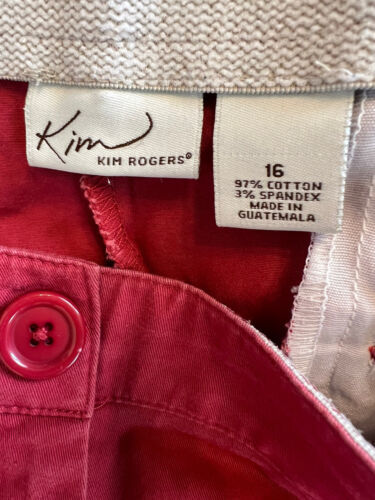 Kim
KIM ROGERS®
16
97% COTTON
3% SPANDEX
MADE IN
GUATEMALA